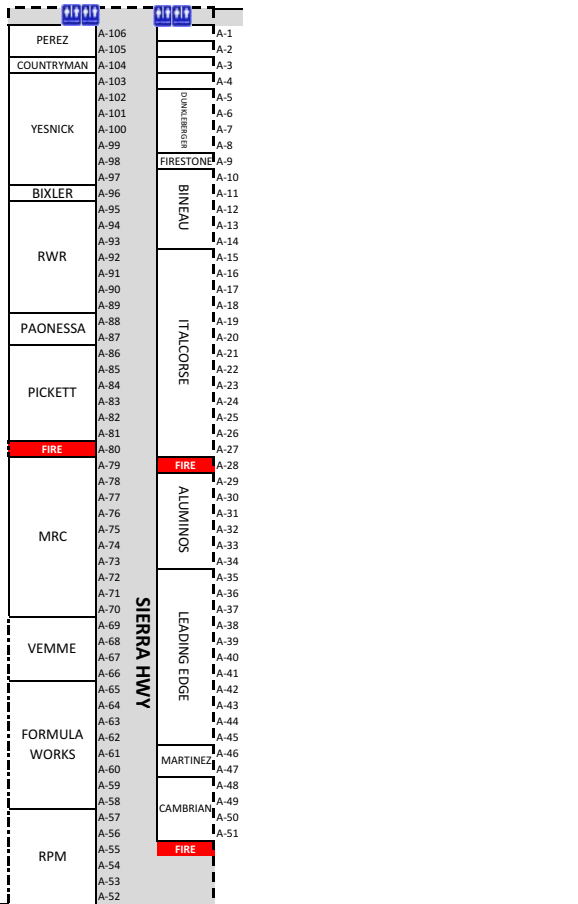 PEREZ
COUNTRYMAN
YESNICK
BIXLER
RWR
PAONESSA
PICKETT
FIRE
MRC
VEMME
FORMULA
WORKS
RPM
A-106
A-105
A-104
A-103
A-102
A-101
A-100
A-99
A-98
A-97
A-96
A-95
A-94
A-93
A-92
A-91
A-90
A-89
A-88
A-87
A-86
A-85
A-84
A-83
A-82
A-81
A-80
A-79
A-78
A-77
A-76
A-75
A-74
A-73
A-72
A-71
A-70
A-69
A-68
A-67
A-66
A-65
A-64
A-63
A-62
A-61
A-60
A-59
A-58
A-57
A-56
A-55
A-54
A-53
A-52
SIERRA HWY
DUNKLEBERGER
FIRESTONE
BINEAU
ITALCORSE
FIRE
ALUMINOS
LEADING EDGE
MARTINEZ
CAMBRIAN
FIRE
A-1
A-2
A-3
A-4
A-5
A-6
A-7
A-8
A-9
A-10
A-11
A-12
A-13
A-14
A-15
A-16
A-17
A-18
A-19
A-20
A-21
A-22
A-23
A-24
A-25
A-26
A-27
A-28
A-29
A-30
A-31
A-32
A-33
A-34
A-35
A-36
A-37
A-38
A-39
A-40
A-41
A-42
A-43
A-44
A-45
A-46
A-47
A-48
A-49
A-50
A-51